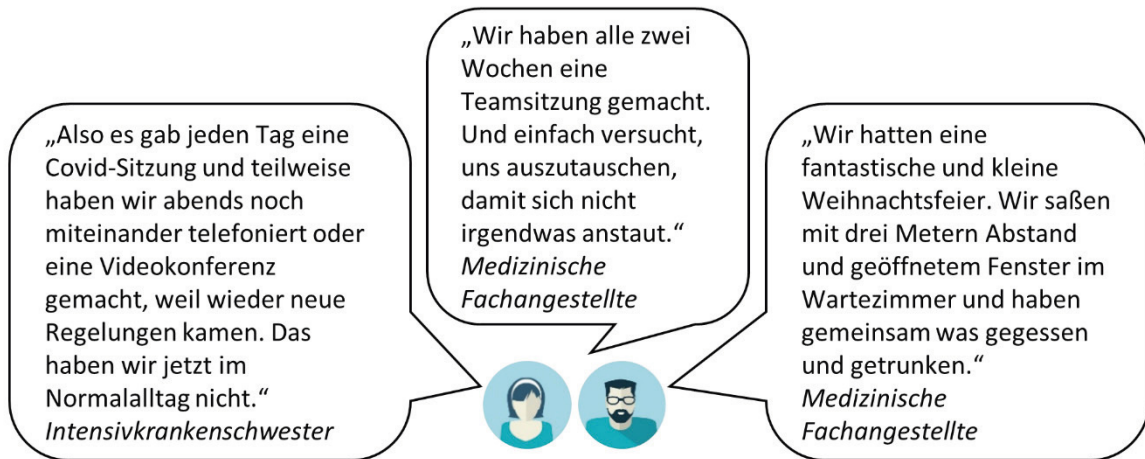 „Also es gab jeden Tag eine
Covid-Sitzung und teilweise
haben wir abends noch
miteinander telefoniert oder
eine Videokonferenz
gemacht, weil wieder neue
Regelungen kamen. Das
haben wir jetzt im
Normalalltag nicht.“
Intensivkrankenschwester
„Wir haben alle zwei
Wochen eine
Teamsitzung gemacht.
Und einfach versucht,
uns auszutauschen,
damit sich nicht
irgendwas anstaut.“
Medizinische
Fachangestellte
„Wir hatten eine
fantastische und kleine
Weihnachtsfeier. Wir saßen
mit drei Metern Abstand
und geöffnetem Fenster im
Wartezimmer und haben
gemeinsam was gegessen
und getrunken.“
Medizinische
Fachangestellte